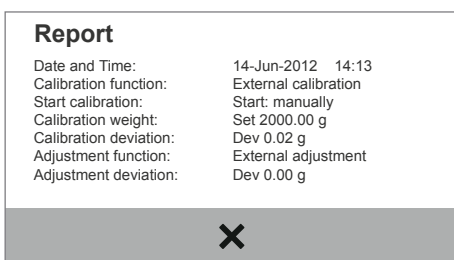 Report
Date and Time: 14-Jun-2012 14:13
Calibration function: External calibration
Start calibration: Start: manually
Calibration weight: Set 2000.00 g
Calibration deviation: Dev 0.02 g
Adjustment function: External adjustment
Adjustment deviation: Dev 0.00 g